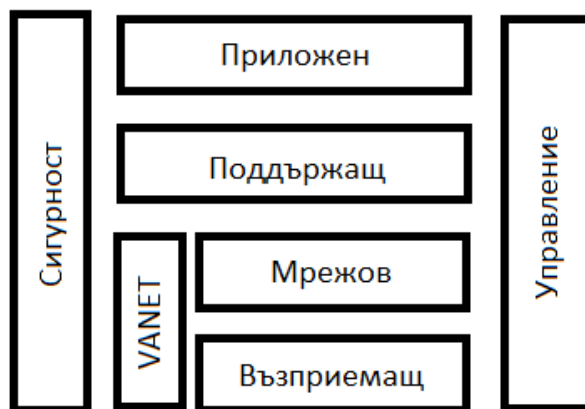 Сигурност
Приложен
Поддържащ
VANET
Мрежов
Възприемащ
Управление